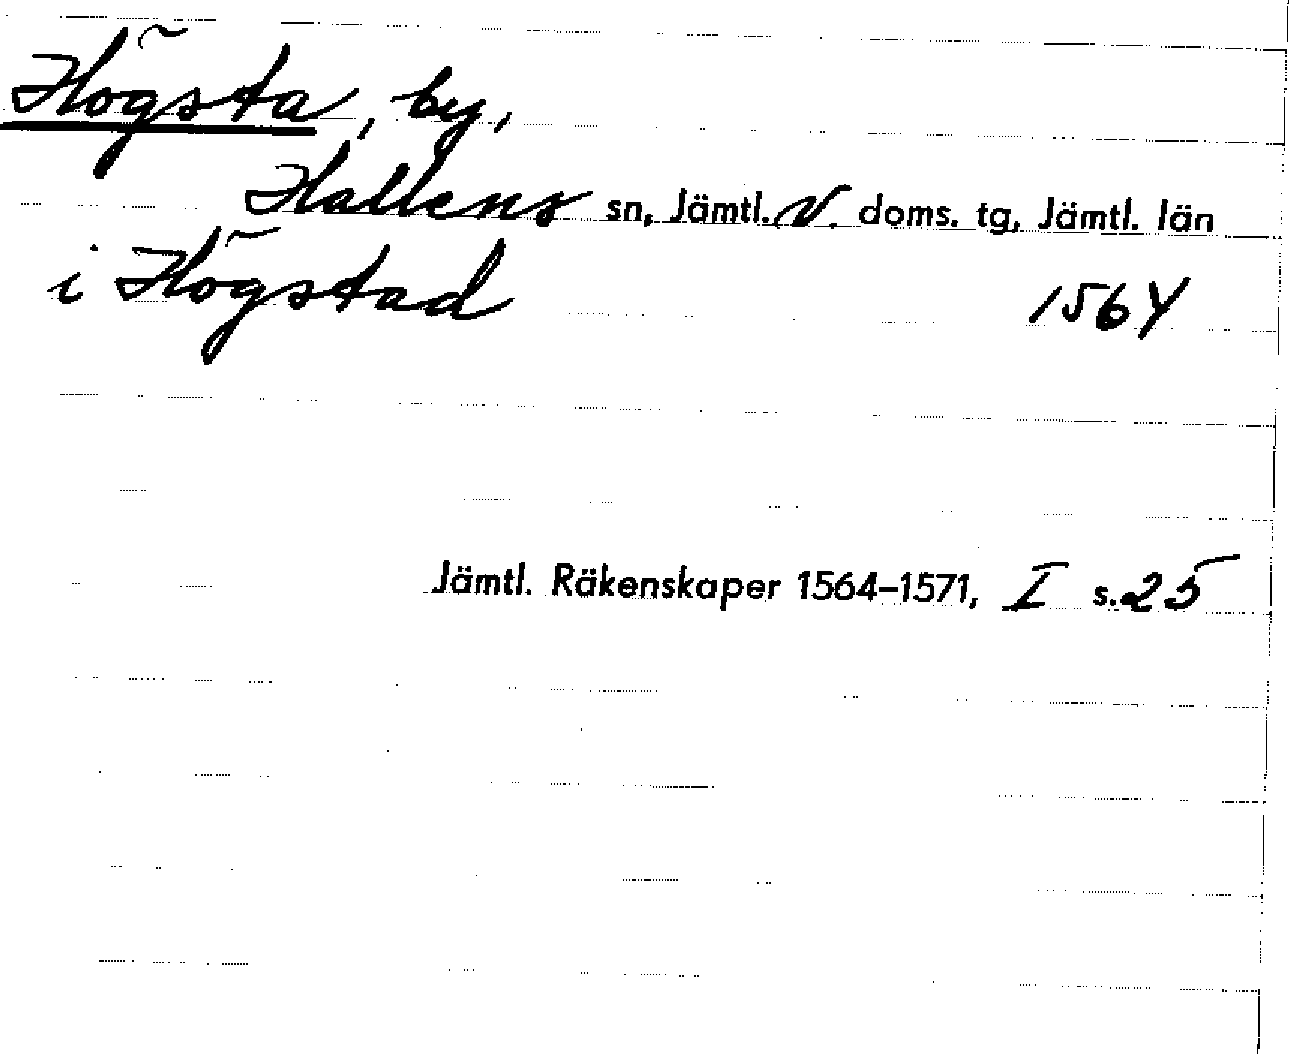 Högsta, by,
Hallens sn, Jämtl. V. doms. tg, Jämtl. län
i Högstad 1564
Jämtl. Räkenskaper 1564–1571, I s. 25